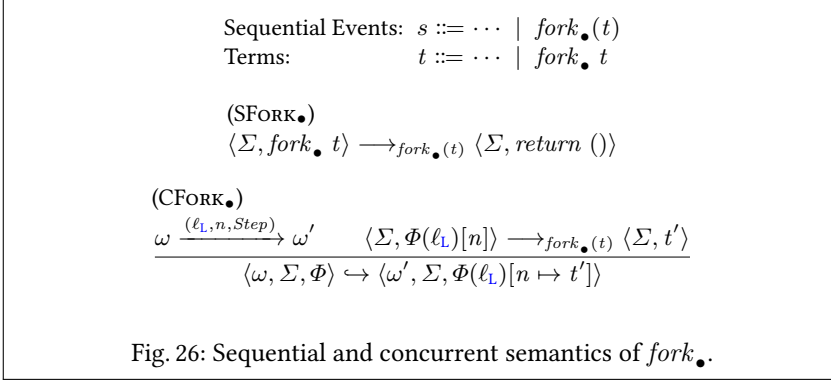 Sequential Events: s ::= ⋯ | fork●(t)
Terms: t ::= ⋯ | fork● t
(SFORK●)
⟨Σ, fork● t⟩ ⟶fork●(t) ⟨Σ, return ()⟩
(CFORK●)
ω —(ℓL,n,Step)→ ω′ ⟨Σ, Φ(ℓL)[n]⟩ ⟶fork●(t) ⟨Σ, t′⟩
⟨ω, Σ, Φ⟩ ↪ ⟨ω′, Σ, Φ(ℓL)[n ↦ t′]⟩
Fig. 26: Sequential and concurrent semantics of fork●.